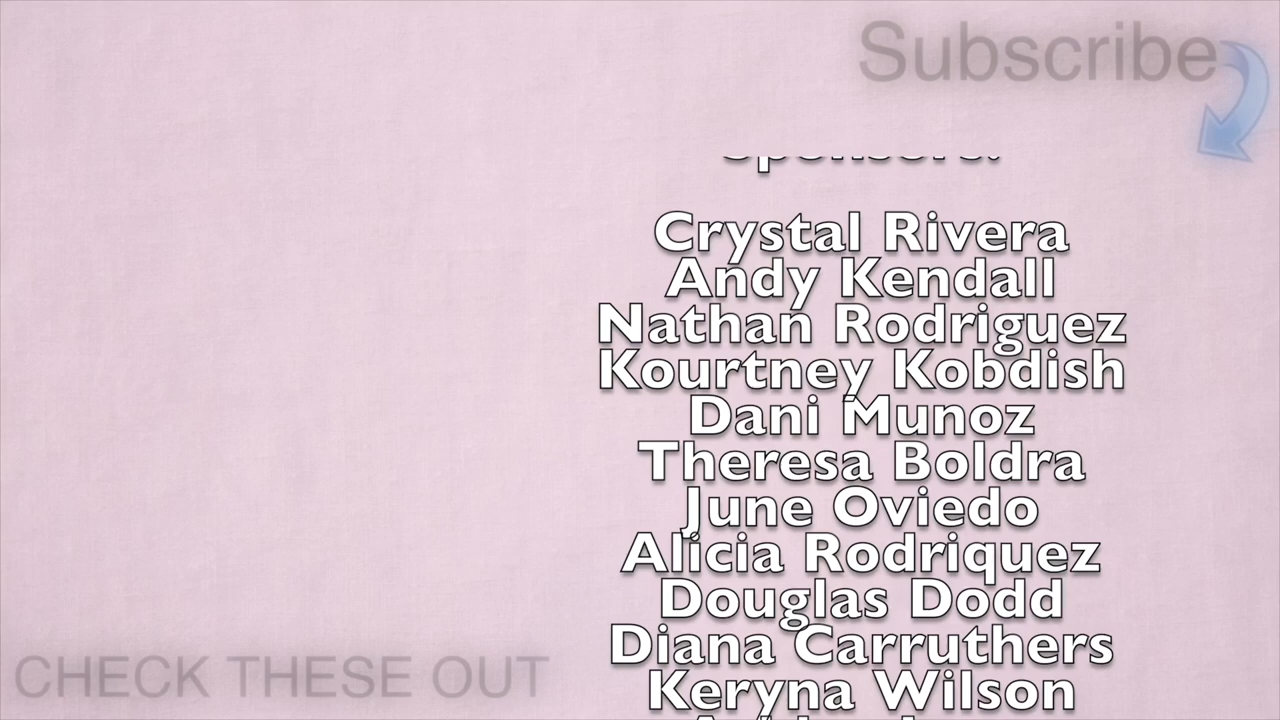 Subscribe
Sponsors:
Crystal Rivera
Andy Kendall
Nathan Rodriguez
Kourtney Kobdish
Dani Munoz
Theresa Boldra
June Oviedo
Alicia Rodriquez
Douglas Dodd
Diana Carruthers
Keryna Wilson
CHECK THESE OUT